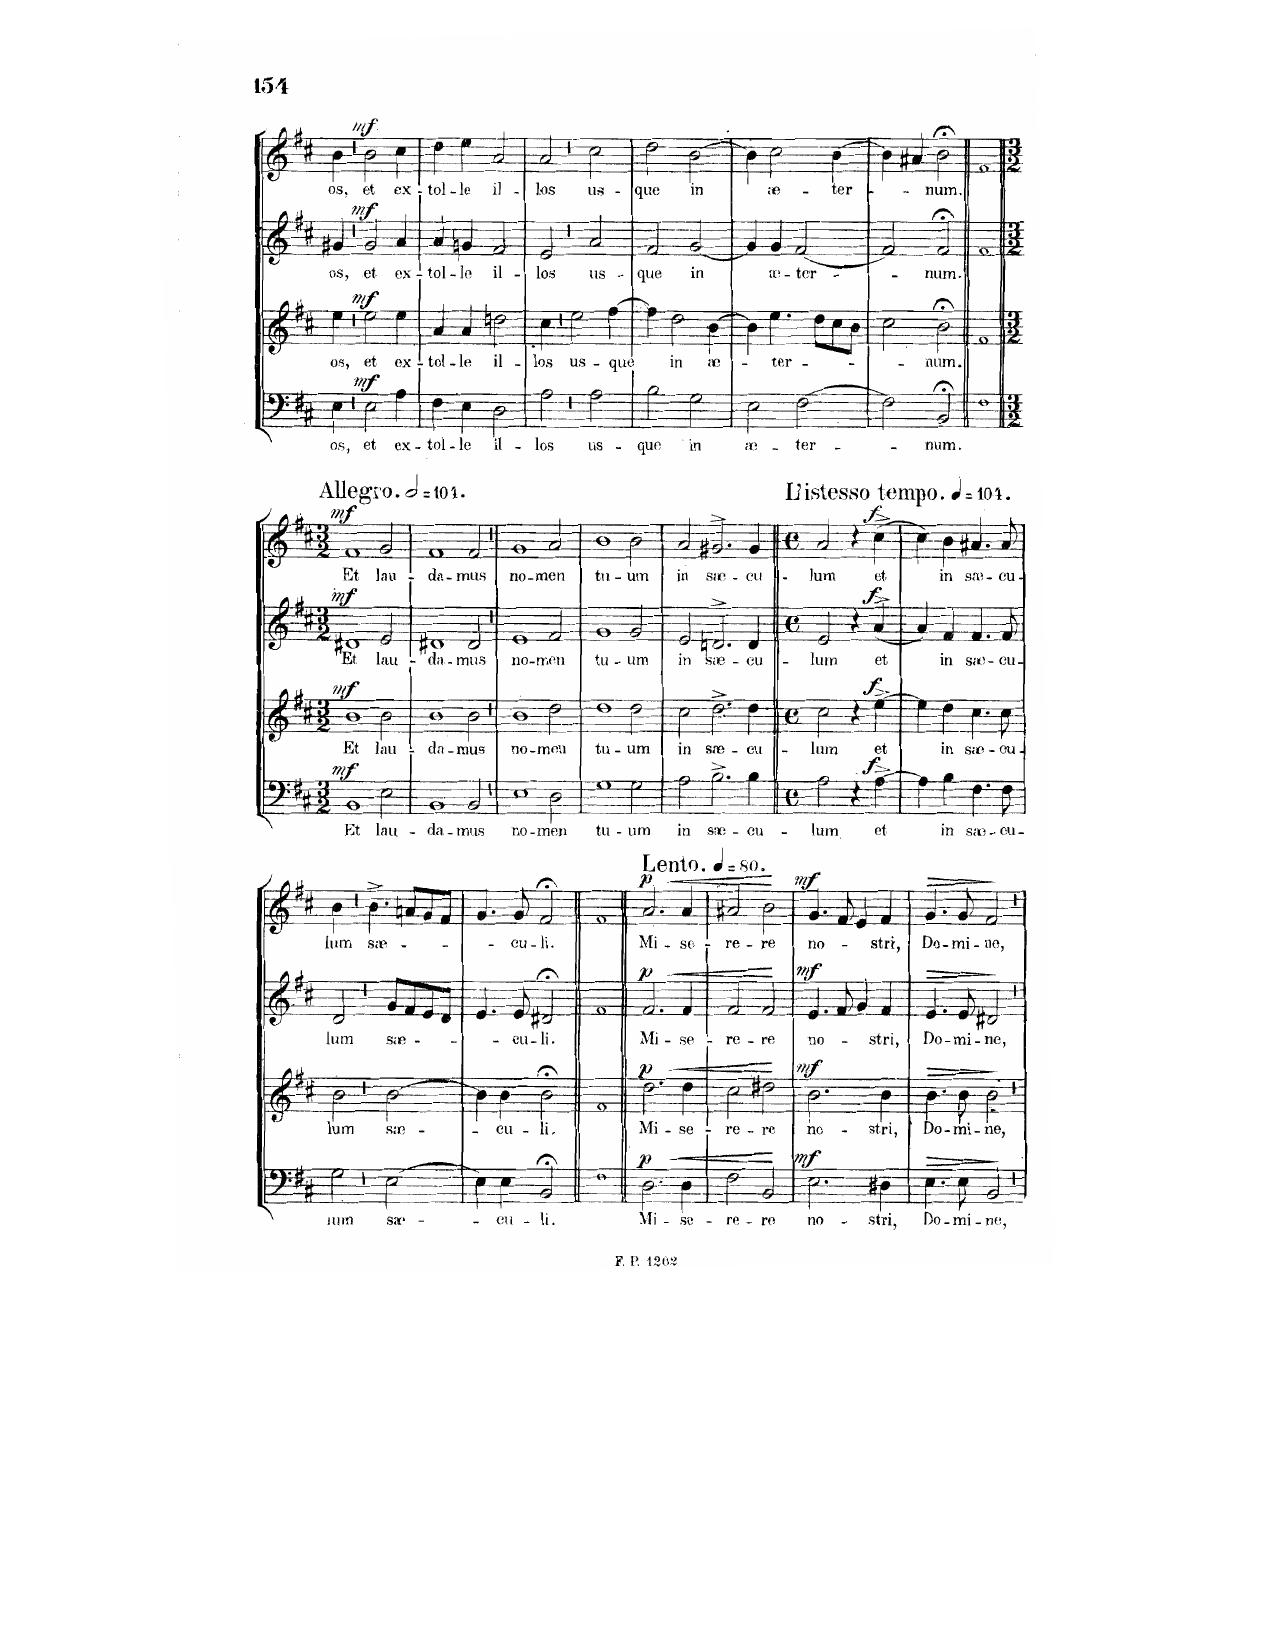 154
mf
os, et ex - tol - le il - los us - que in æ - ter - num.
mf
os, et ex - tol - le il - los us - que in æ - ter - num.
mf
os, et ex - tol - le il - los us - que in æ - ter - num.
mf
os, et ex - tol - le il - los us - que in æ - ter - num.
Allegro. = 104. L'istesso tempo. = 104.
mf f
Et lau - da - mus no - men tu - um in sæ - cu - lum et in sæ - cu -
mf f
Et lau - da - mus no - men tu - um in sæ - cu - lum et in sæ - cu -
mf f
Et lau - da - mus no - men tu - um in sæ - cu - lum et in sæ - cu -
mf f
Et lau - da - mus no - men tu - um in sæ - cu - lum et in sæ - cu -
Lento. = 80.
p mf
lum sæ - cu - li. Mi - se - re - re no - stri, Do - mi - ne,
p mf
lum sæ - cu - li. Mi - se - re - re no - stri, Do - mi - ne,
p mf
lum sæ - cu - li. Mi - se - re - re no - stri, Do - mi - ne,
p mf
lum sæ - cu - li. Mi - se - re - re no - stri, Do - mi - ne,
F. P. 1262